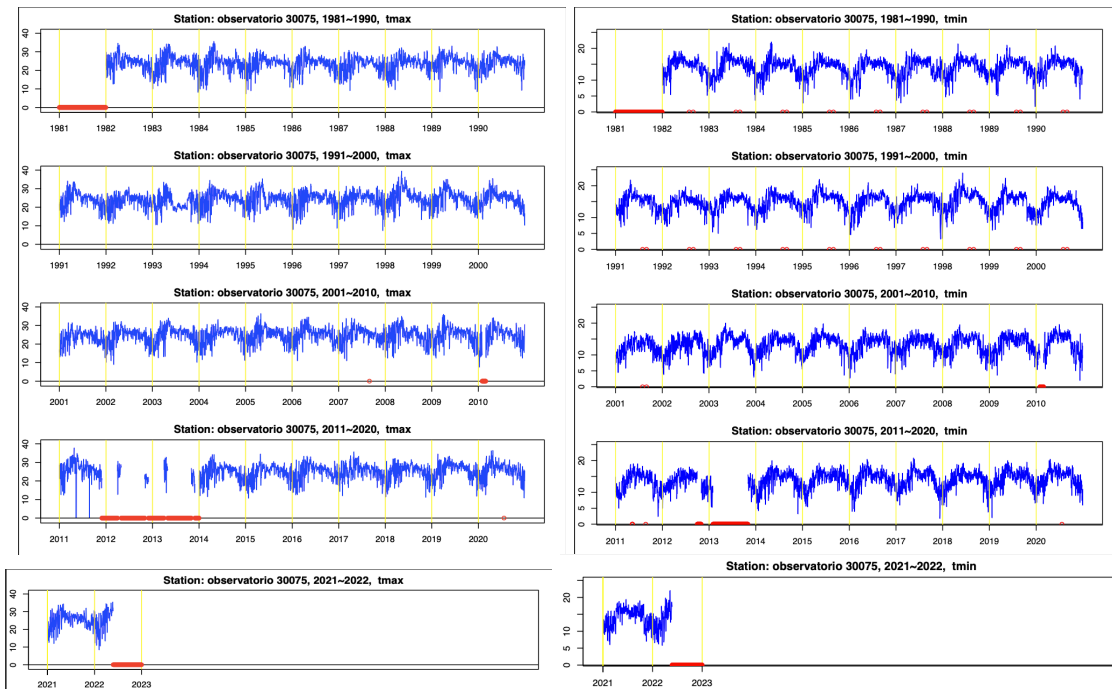 Station: observatorio 30075, 1981~1990, tmax
0 10 20 30 40
1981 1982 1983 1984 1985 1986 1987 1988 1989 1990
Station: observatorio 30075, 1981~1990, tmin
0 5 10 20
1981 1982 1983 1984 1985 1986 1987 1988 1989 1990
Station: observatorio 30075, 1991~2000, tmax
0 10 20 30 40
1991 1992 1993 1994 1995 1996 1997 1998 1999 2000
Station: observatorio 30075, 1991~2000, tmin
0 5 10 20
1991 1992 1993 1994 1995 1996 1997 1998 1999 2000
Station: observatorio 30075, 2001~2010, tmax
0 10 20 30 40
2001 2002 2003 2004 2005 2006 2007 2008 2009 2010
Station: observatorio 30075, 2001~2010, tmin
0 5 10 20
2001 2002 2003 2004 2005 2006 2007 2008 2009 2010
Station: observatorio 30075, 2011~2020, tmax
0 10 20 30 40
2011 2012 2013 2014 2015 2016 2017 2018 2019 2020
Station: observatorio 30075, 2011~2020, tmin
0 5 10 20
2011 2012 2013 2014 2015 2016 2017 2018 2019 2020
Station: observatorio 30075, 2021~2022, tmax
0 10 20 30 40
2021 2022 2023
Station: observatorio 30075, 2021~2022, tmin
0 5 10 20
2021 2022 2023